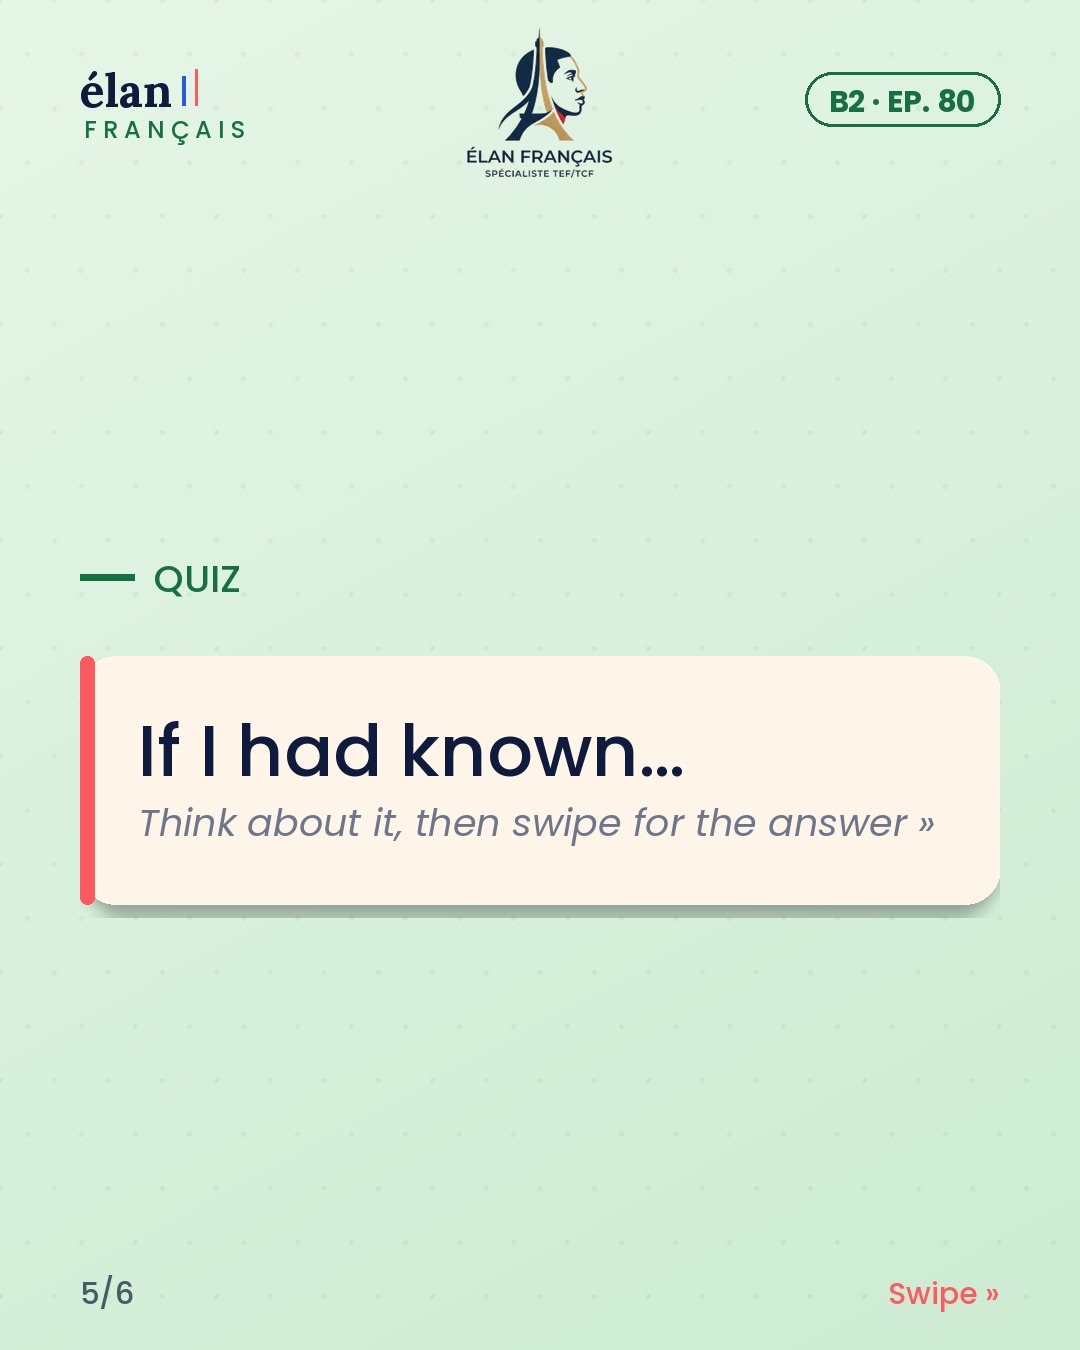 élan
FRANÇAIS
ÉLAN FRANÇAIS
SPÉCIALISTE TEF/TCF
B2 · EP. 80
QUIZ
If I had known...
Think about it, then swipe for the answer »
5/6
Swipe »